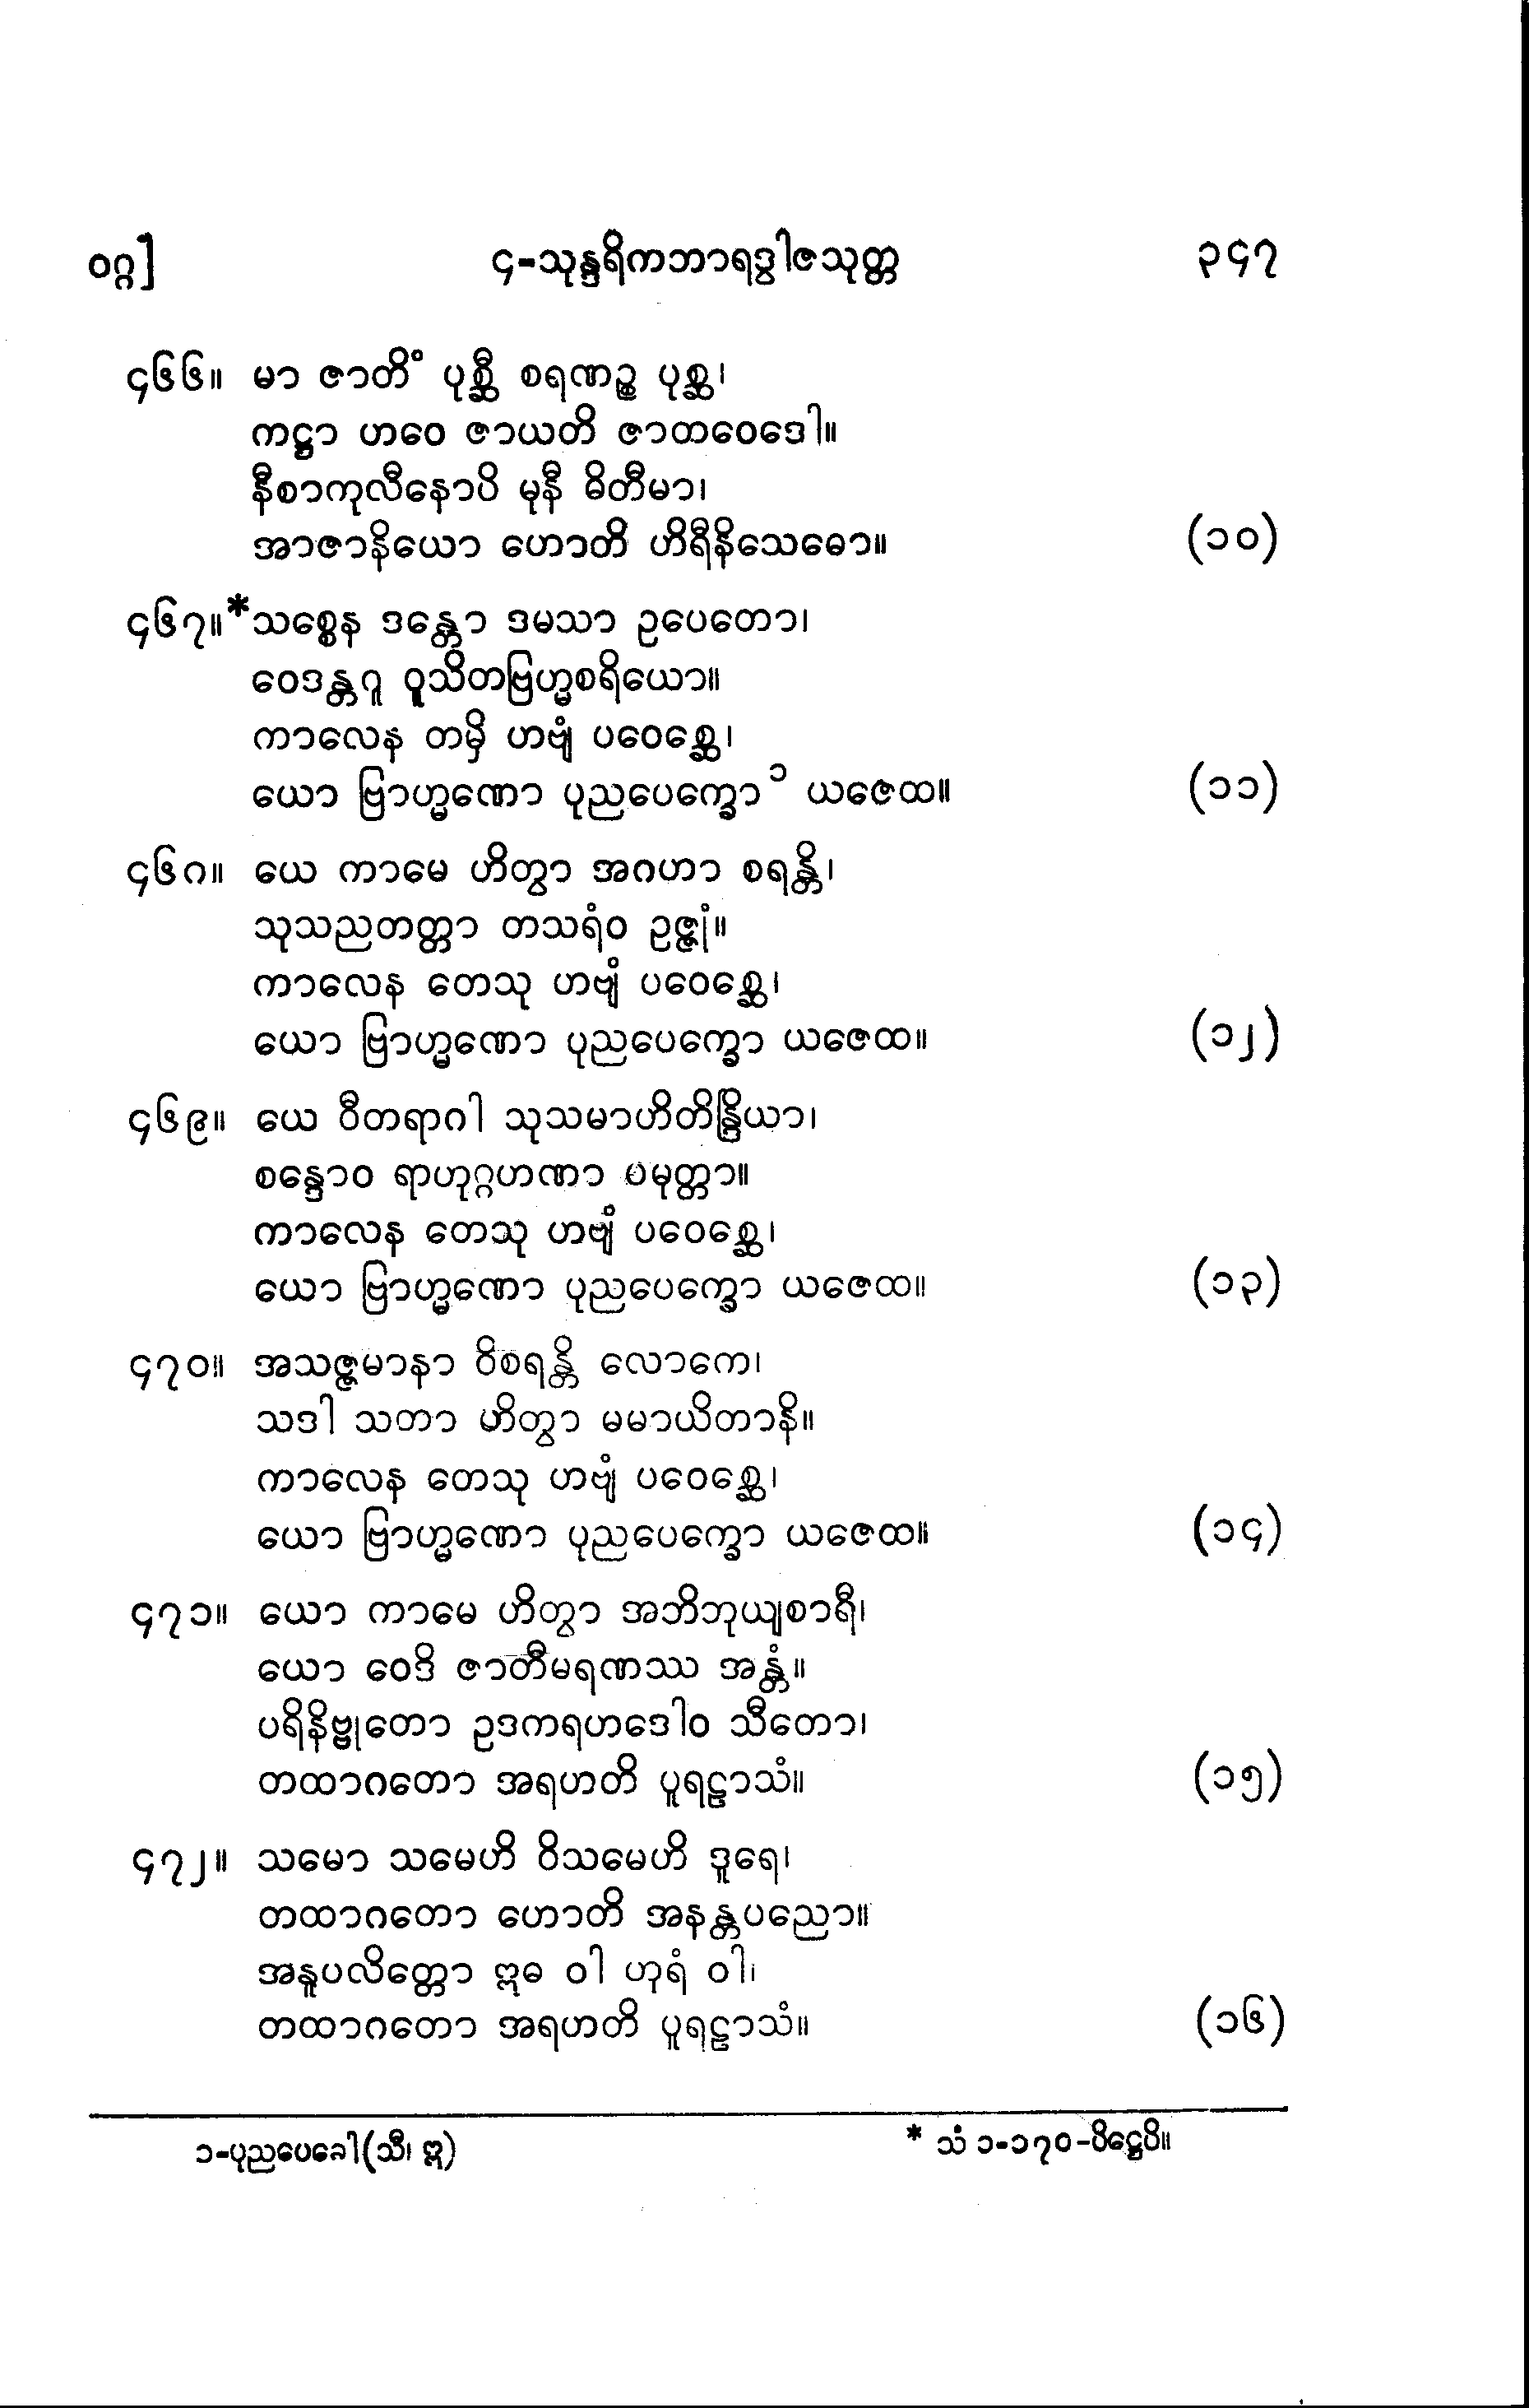 ဝဂ္ဂ] ၄-သုန္ဒရိကဘာရဒွါဇသုတ္တ ၃၄၇
၄၆၆။ မာ ဇာတိံ ပုစ္ဆီ စရဏဉ္စ ပုစ္ဆ၊
ကဋ္ဌာ ဟဝေ ဇာယတိ ဇာတဝေဒေါ။
နီစာကုလီနောပိ မုနီ ဓိတီမာ၊
အာဇာနိယော ဟောတိ ဟိရီနိသေဓော။ (၁၀)
၄၆၇။*သစ္စေန ဒန္တော ဒမသာ ဥပေတော၊
ဝေဒန္တဂူ ဝူသိတဗြဟ္မစရိယော။
ကာလေန တမှိ ဟဗျံ ပဝေစ္ဆေ၊
ယော ဗြာဟ္မဏော ပုညပေက္ခော ၁ ယဇေထ။ (၁၁)
၄၆၈။ ယေ ကာမေ ဟိတွာ အဂဟာ စရန္တိ၊
သုသညတတ္တာ တသရံဝ ဥဇ္ဇုံ။
ကာလေန တေသု ဟဗျံ ပဝေစ္ဆေ၊
ယော ဗြာဟ္မဏော ပုညပေက္ခော ယဇေထ။ (၁၂)
၄၆၉။ ယေ ဝီတရာဂါ သုသမာဟိတိန္ဒြိယာ၊
စန္ဒောဝ ရာဟုဂ္ဂဟဏာ ပမုတ္တာ။
ကာလေန တေသု ဟဗျံ ပဝေစ္ဆေ၊
ယော ဗြာဟ္မဏော ပုညပေက္ခော ယဇေထ။ (၁၃)
၄၇၀။ အသဇ္ဇမာနာ ဝိစရန္တိ လောကေ၊
သဒါ သတာ ဟိတွာ မမာယိတာနိ။
ကာလေန တေသု ဟဗျံ ပဝေစ္ဆေ၊
ယော ဗြာဟ္မဏော ပုညပေက္ခော ယဇေထ။ (၁၄)
၄၇၁။ ယော ကာမေ ဟိတွာ အဘိဘုယျစာရီ၊
ယော ဝေဒိ ဇာတီမရဏဿ အန္တံ။
ပရိနိဗ္ဗုတော ဥဒကရဟဒေါဝ သီတော၊
တထာဂတော အရဟတိ ပူရဠာသံ။ (၁၅)
၄၇၂။ သမော သမေဟိ ဝိသမေဟိ ဒူရေ၊
တထာဂတော ဟောတိ အနန္တပညော။
အနူပလိတ္တော ဣဓ ဝါ ဟုရံ ဝါ၊
တထာဂတော အရဟတိ ပူရဠာသံ။ (၁၆)
၁-ပုညပေခေါ (သီ၊ ဣ) * သံ ၁-၁၇၀-ပိဋ္ဌေပိ။